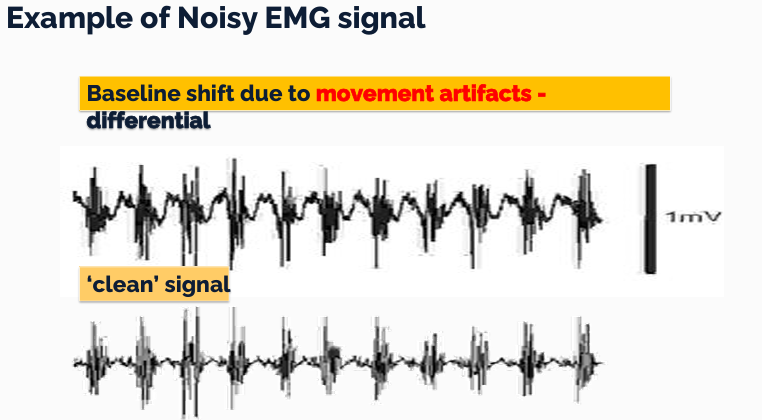 Example of Noisy EMG signal
Baseline shift due to movement artifacts -
differential
1mV
‘clean’ signal